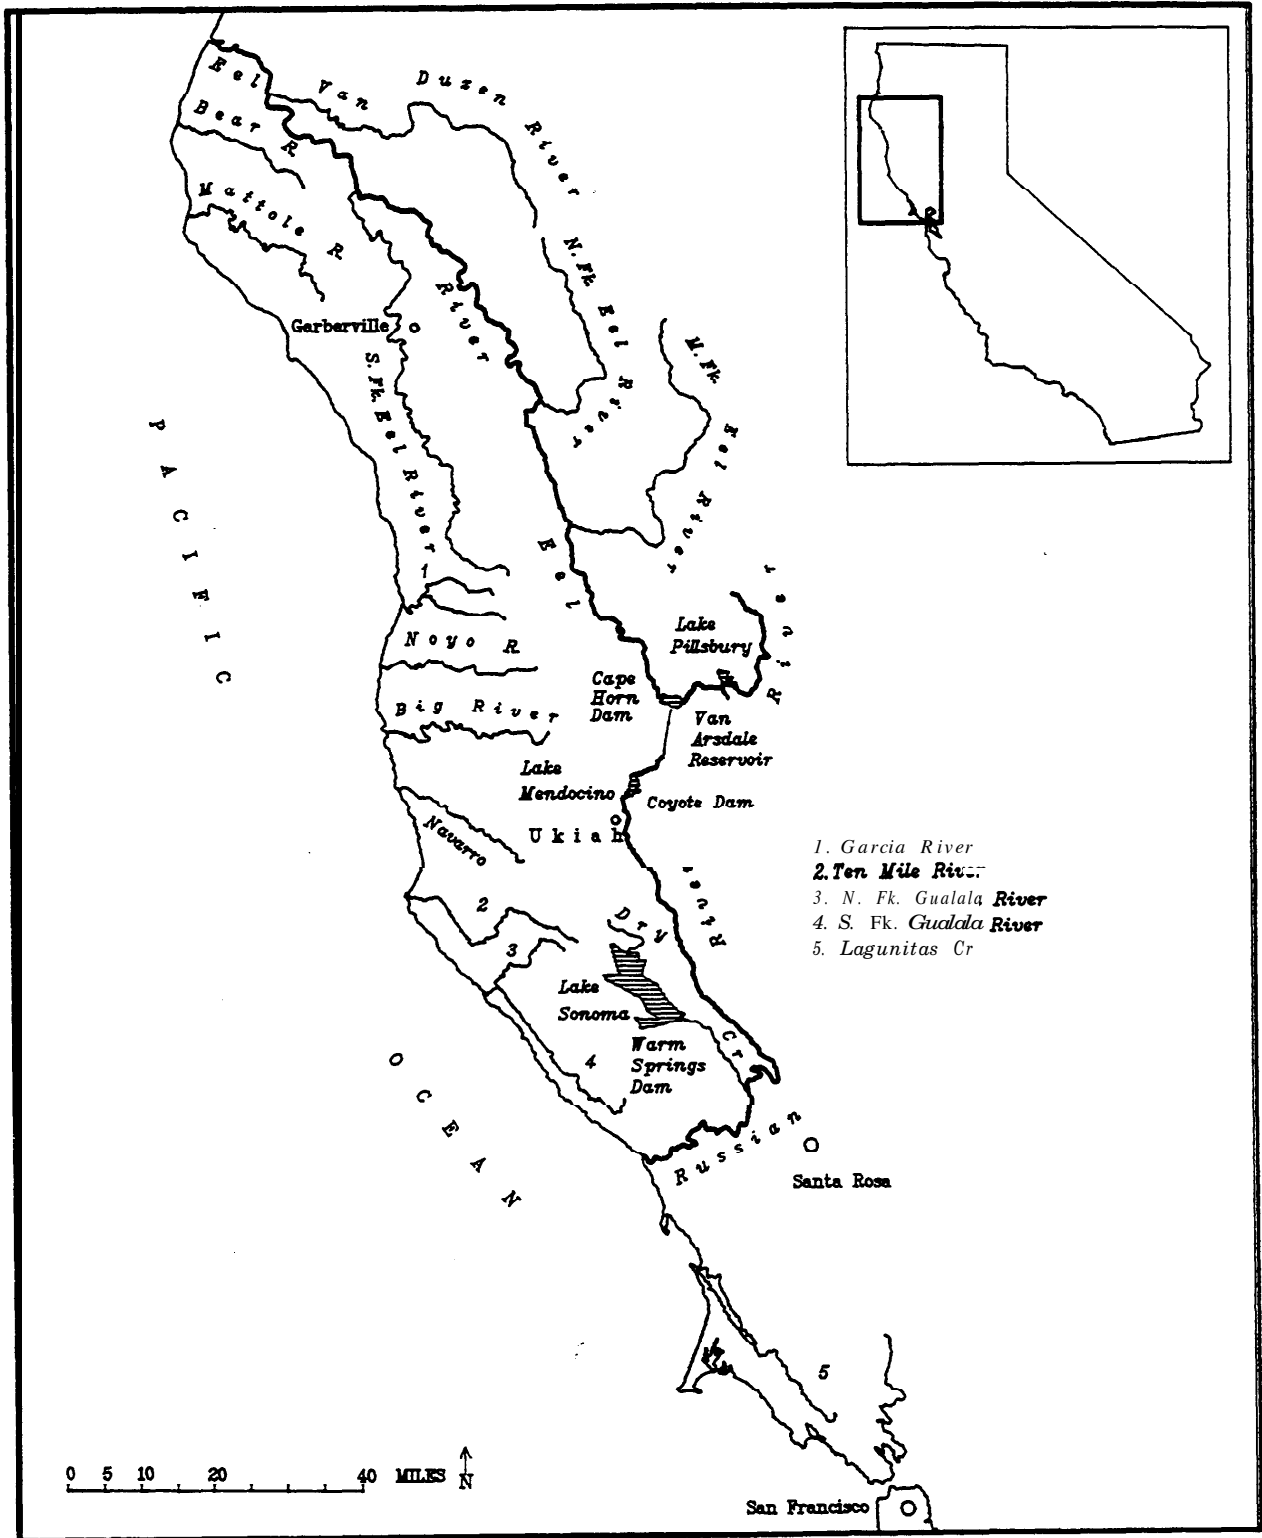 Eel
Van Duzen River
Bear R
Mattole R
N. Fk Eel River
River
Garberville
M. Fk Eel River
S. Fk. Eel River
PACIFIC
Eel
1
River
Lake
Pillsbury
Noyo R
Cape
Horn
Dam
Big River
Van
Arsdale
Reservoir
Lake
Mendocino
Coyote Dam
Ukiah
Navarro
1. Garcia River
2. Ten Mile River
3. N. Fk. Gualala River
4. S. Fk. Gualala River
5. Lagunitas Cr
River
2
Dry
3
Lake
Sonoma
Cr
Warm
Springs
Dam
4
OCEAN
Russian
Santa Rosa
5
0 5 10 20 40 MILES
N
San Francisco